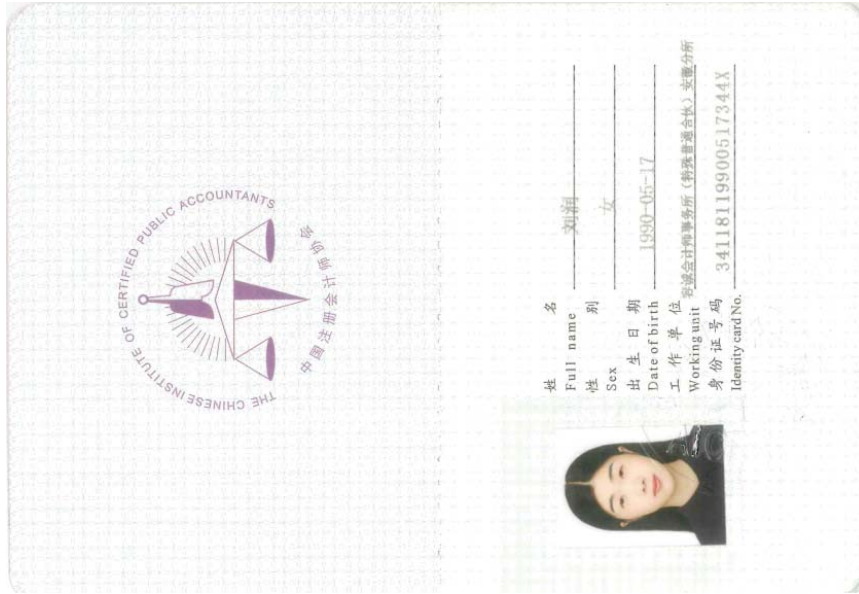 THE CHINESE INSTITUTE OF CERTIFIED PUBLIC ACCOUNTANTS
中国注册会计师协会
姓 名 刘润
Full name
性 别 女
Sex
出 生 日 期 1990-05-17
Date of birth
工 作 单 位 容诚会计师事务所(特殊普通合伙)安徽分所
Working unit
身 份 证 号 码 34118119900517344X
Identity card No.